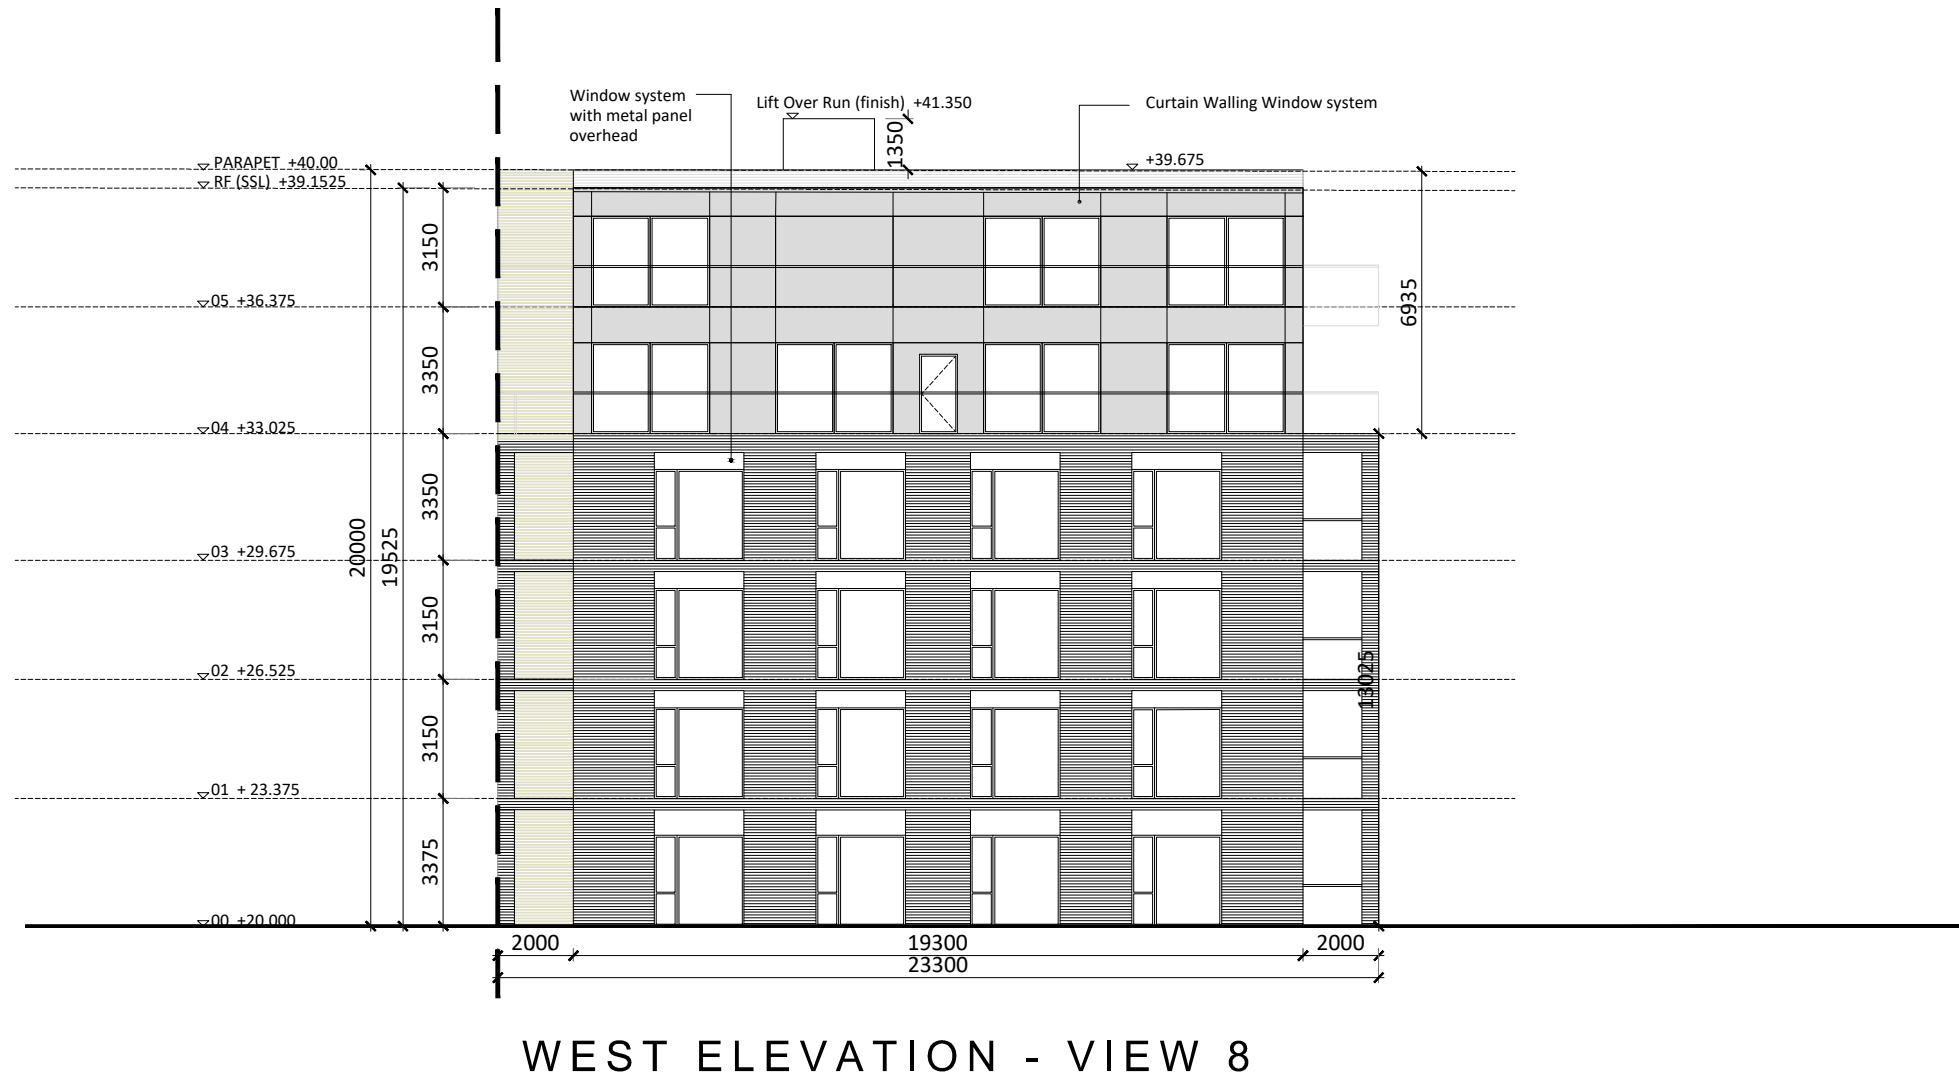 Window system
with metal panel
overhead
Lift Over Run (finish) +41.350
Curtain Walling Window system
1350
PARAPET +40.00
+39.675
RF (SSL) +39.1525
3150
6935
05 +36.375
3350
04 +33.025
3350
20000
19525
03 +29.675
3150
02 +26.525
13025
3150
01 + 23.375
3375
00 +20.000
2000 19300 2000
23300
WEST ELEVATION - VIEW 8